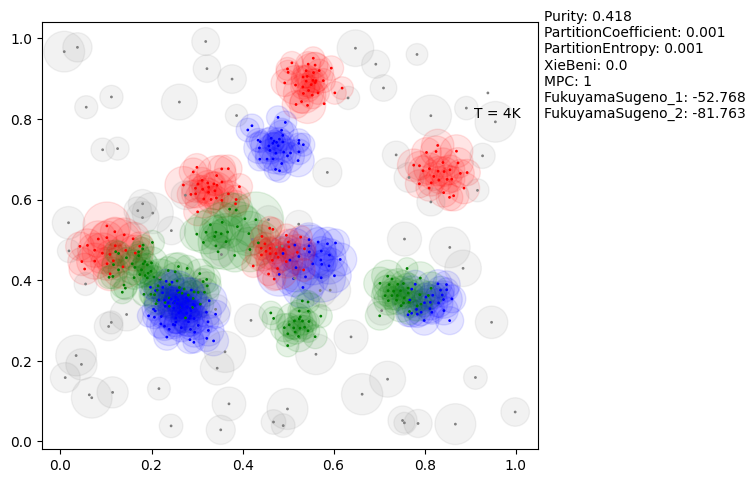 Purity: 0.418
PartitionCoefficient: 0.001
PartitionEntropy: 0.001
XieBeni: 0.0
MPC: 1
FukuyamaSugeno_1: -52.768
FukuyamaSugeno_2: -81.763
T = 4K
1.0
0.8
0.6
0.4
0.2
0.0
0.0 0.2 0.4 0.6 0.8 1.0